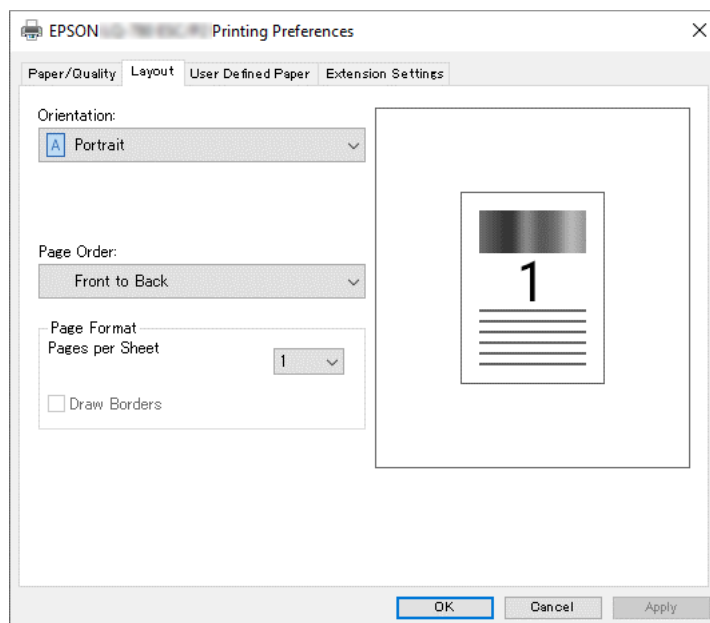 EPSON Printing Preferences
Paper/Quality Layout User Defined Paper Extension Settings
Orientation:
A Portrait
Page Order:
Front to Back
Page Format
Pages per Sheet
1
Draw Borders
1
OK Cancel Apply